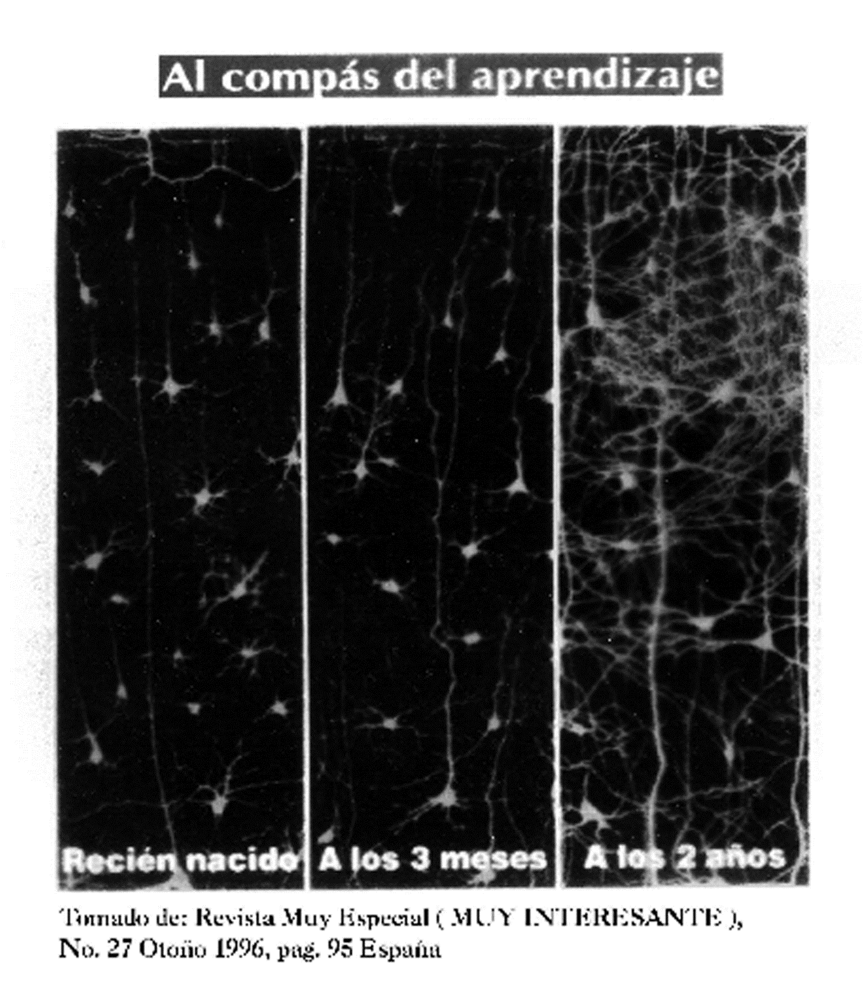 Al compás del aprendizaje
Recién nacido
A los 3 meses
A los 2 años
Tomado de: Revista Muy Especial ( MUY INTERESANTE ),
No. 27 Otoño 1996, pag. 95 España